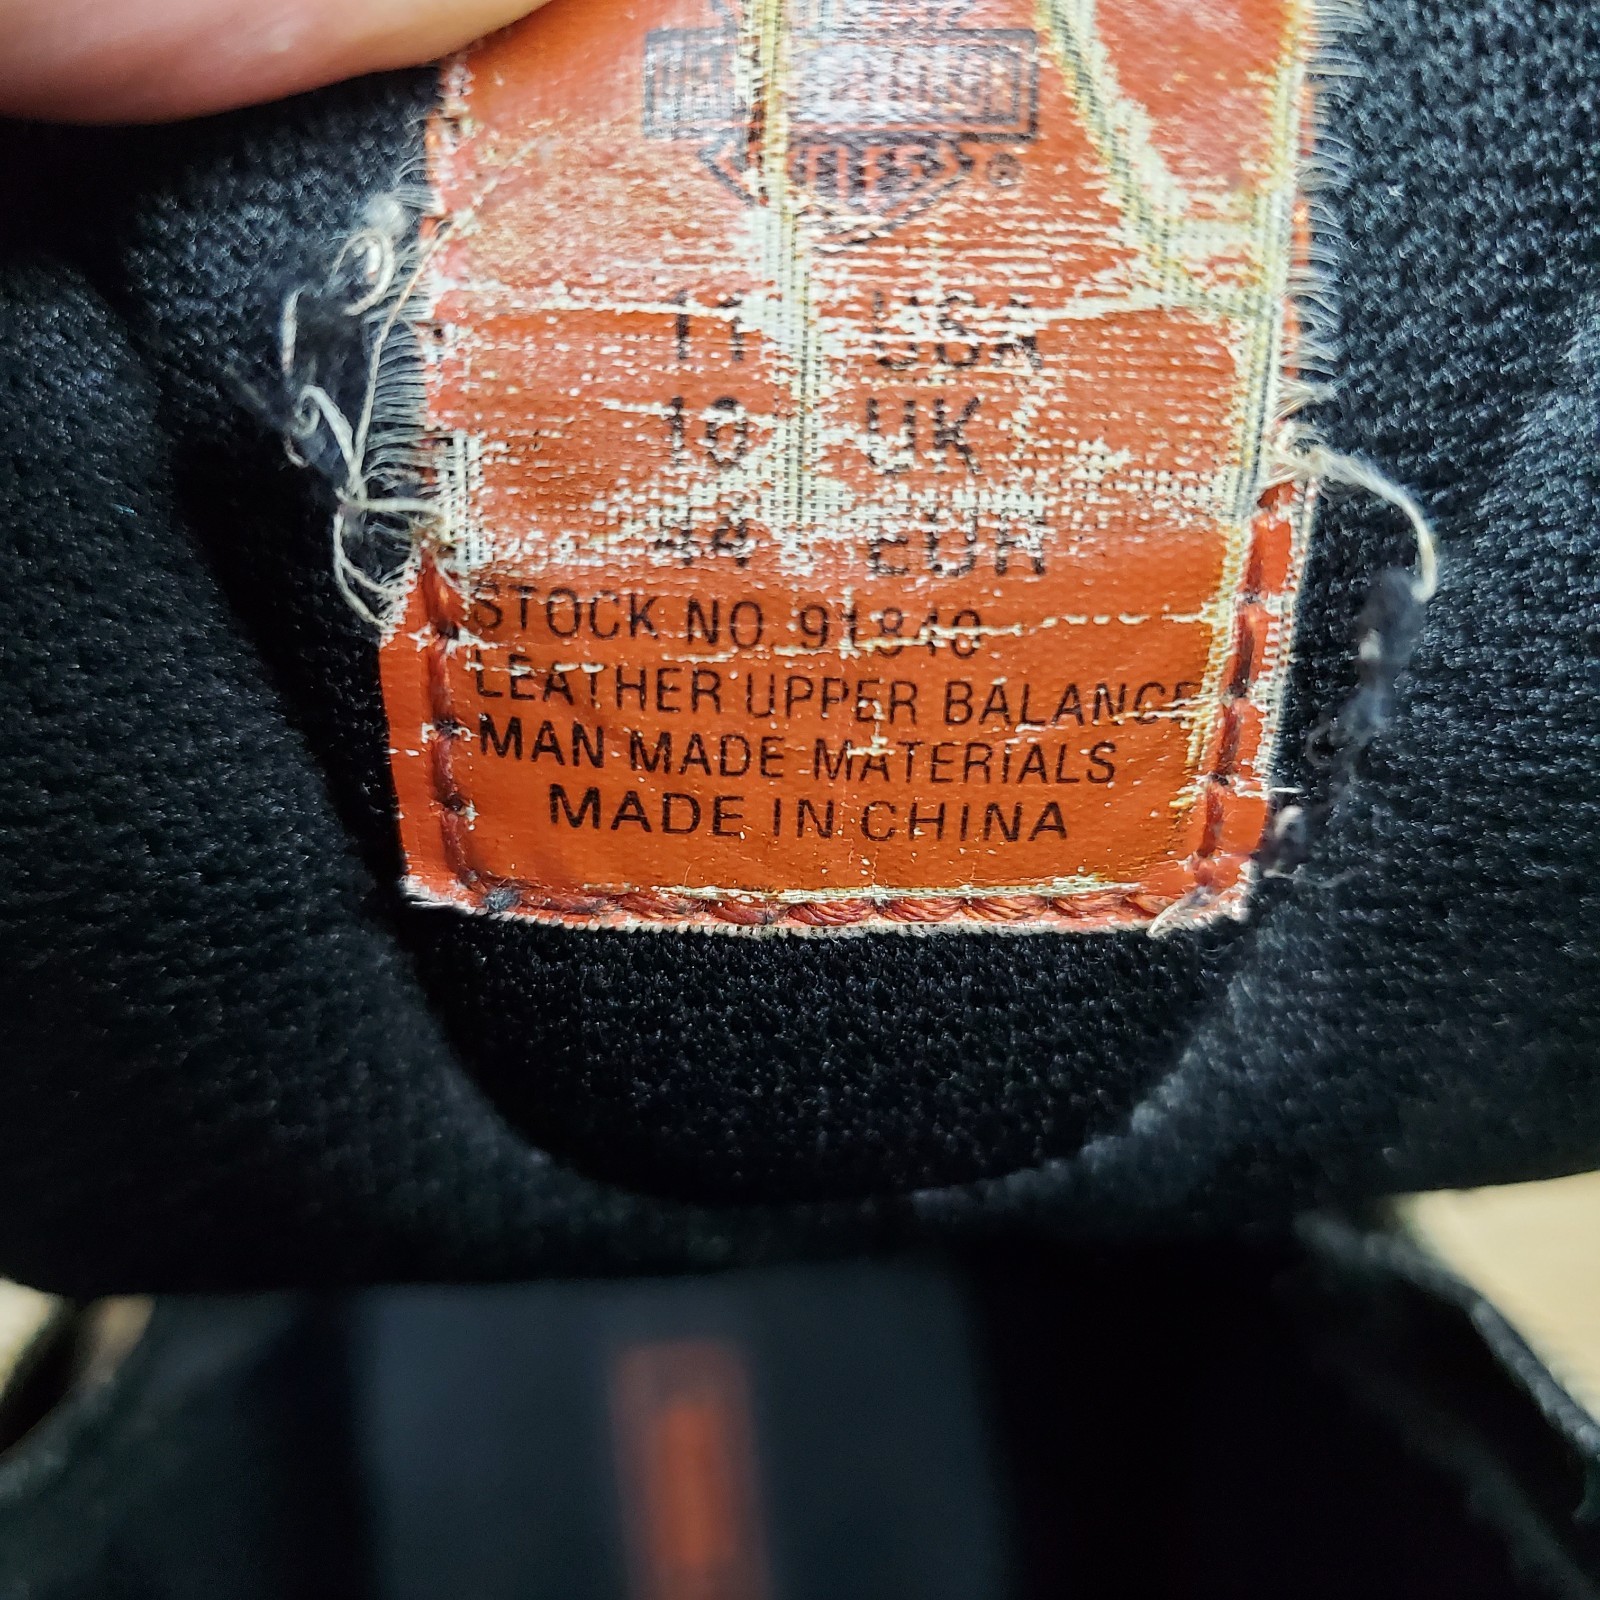 ®
11 USA
10 UK
44 EUR
STOCK NO. 91840
LEATHER UPPER BALANCE
MAN MADE MATERIALS
MADE IN CHINA